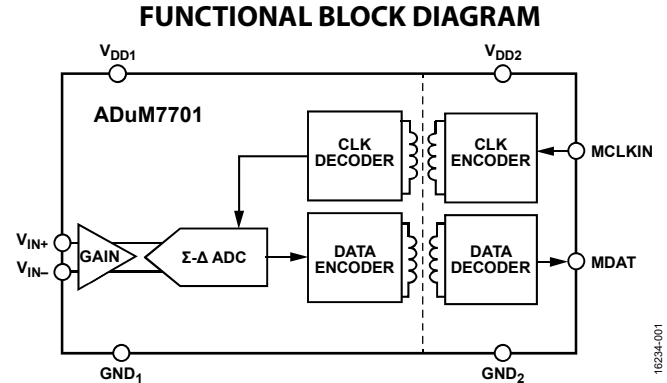 FUNCTIONAL BLOCK DIAGRAM
VDD1
VDD2
ADuM7701
CLK
DECODER
CLK
ENCODER
MCLKIN
VIN+
VIN–
GAIN
Σ-Δ ADC
DATA
ENCODER
DATA
DECODER
MDAT
GND1
GND2
16234-001